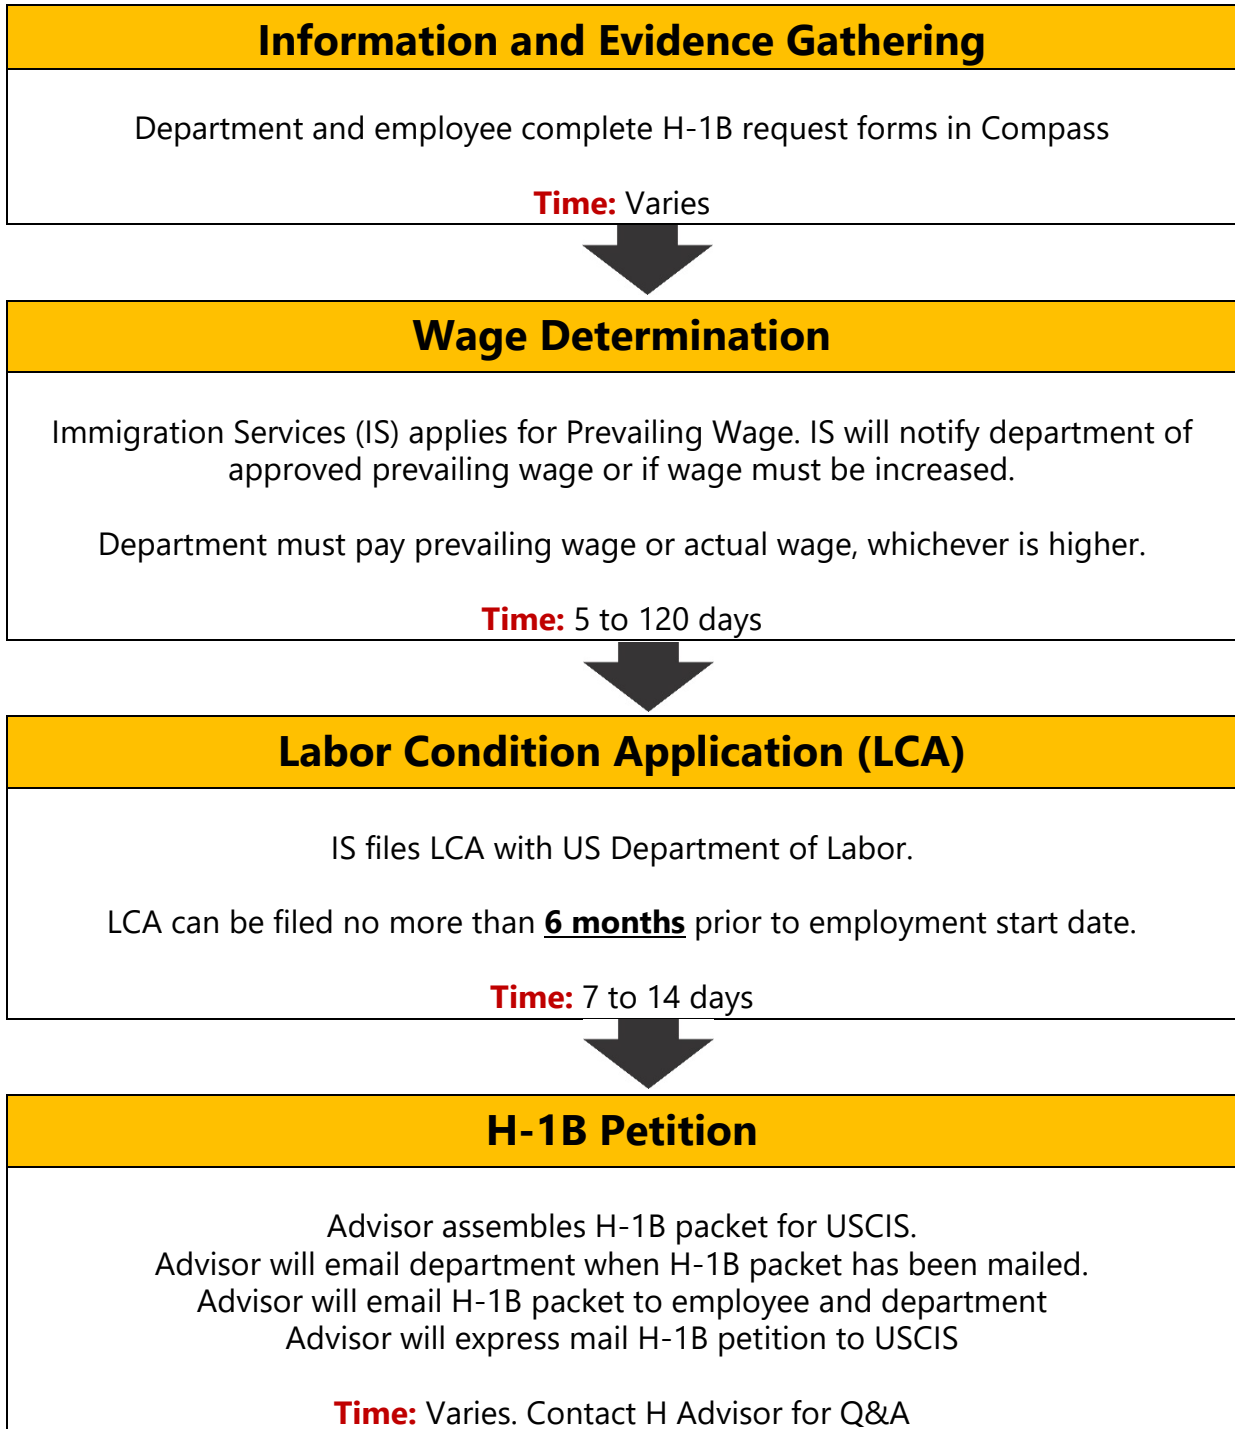 Information and Evidence Gathering
Department and employee complete H-1B request forms in Compass
Time: Varies
Wage Determination
Immigration Services (IS) applies for Prevailing Wage. IS will notify department of
approved prevailing wage or if wage must be increased.
Department must pay prevailing wage or actual wage, whichever is higher.
Time: 5 to 120 days
Labor Condition Application (LCA)
IS files LCA with US Department of Labor.
LCA can be filed no more than 6 months prior to employment start date.
Time: 7 to 14 days
H-1B Petition
Advisor assembles H-1B packet for USCIS.
Advisor will email department when H-1B packet has been mailed.
Advisor will email H-1B packet to employee and department
Advisor will express mail H-1B petition to USCIS
Time: Varies. Contact H Advisor for Q&A